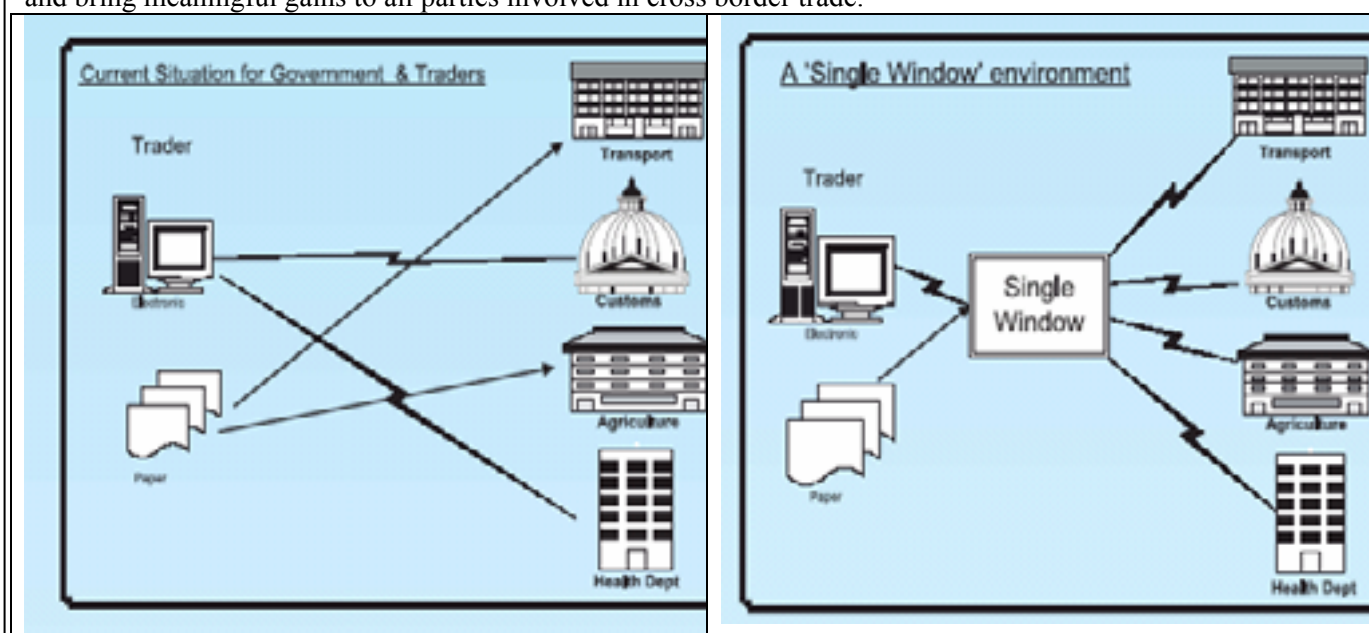 and bring meaningful gains to all parties involved in cross border trade.
Current Situation for Government & Traders
Trader
Transport
Electronic
Customs
Agriculture
Paper
Health Dept
A 'Single Window' environment
Transport
Trader
Single
Window
Customs
Electronic
Agriculture
Paper
Health Dept